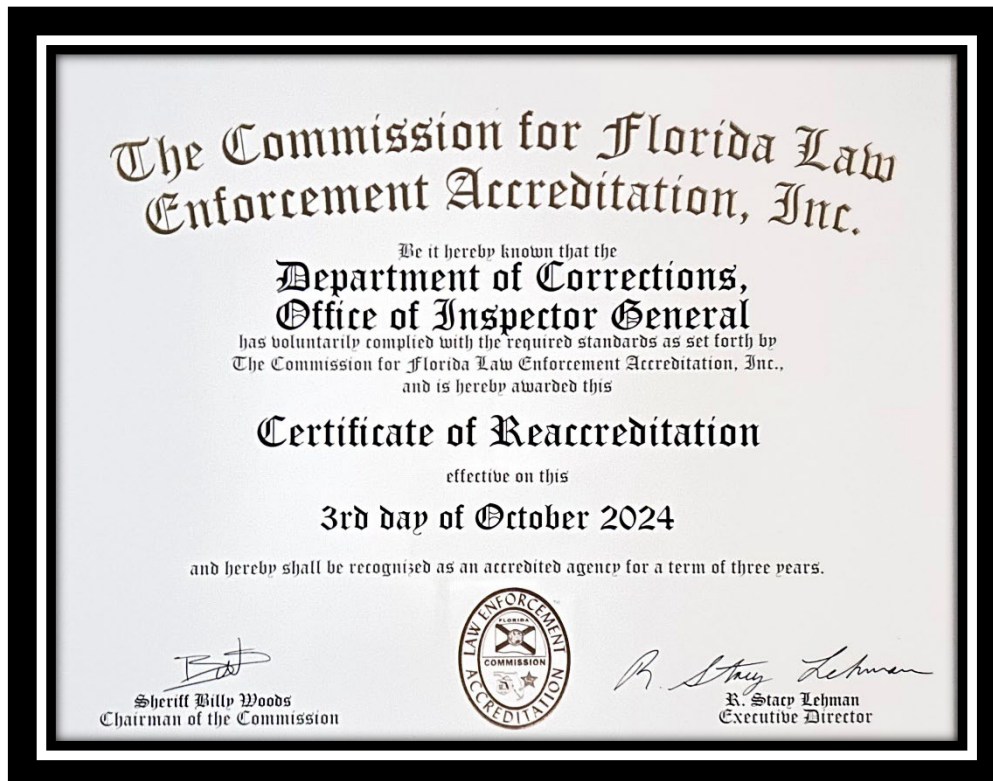 The Commission for Florida Law
Enforcement Accreditation, Inc.
Be it hereby known that the
Department of Corrections,
Office of Inspector General
has voluntarily complied with the required standards as set forth by
The Commission for Florida Law Enforcement Accreditation, Inc.,
and is hereby awarded this
Certificate of Reaccreditation
effective on this
3rd day of October 2024
and hereby shall be recognized as an accredited agency for a term of three years.
LAW ENFORCEMENT
FLORIDA
COMMISSION
ACCREDITATION
R. Stacy Lehman
Sheriff Billy Woods
Chairman of the Commission
R. Stacy Lehman
Executive Director